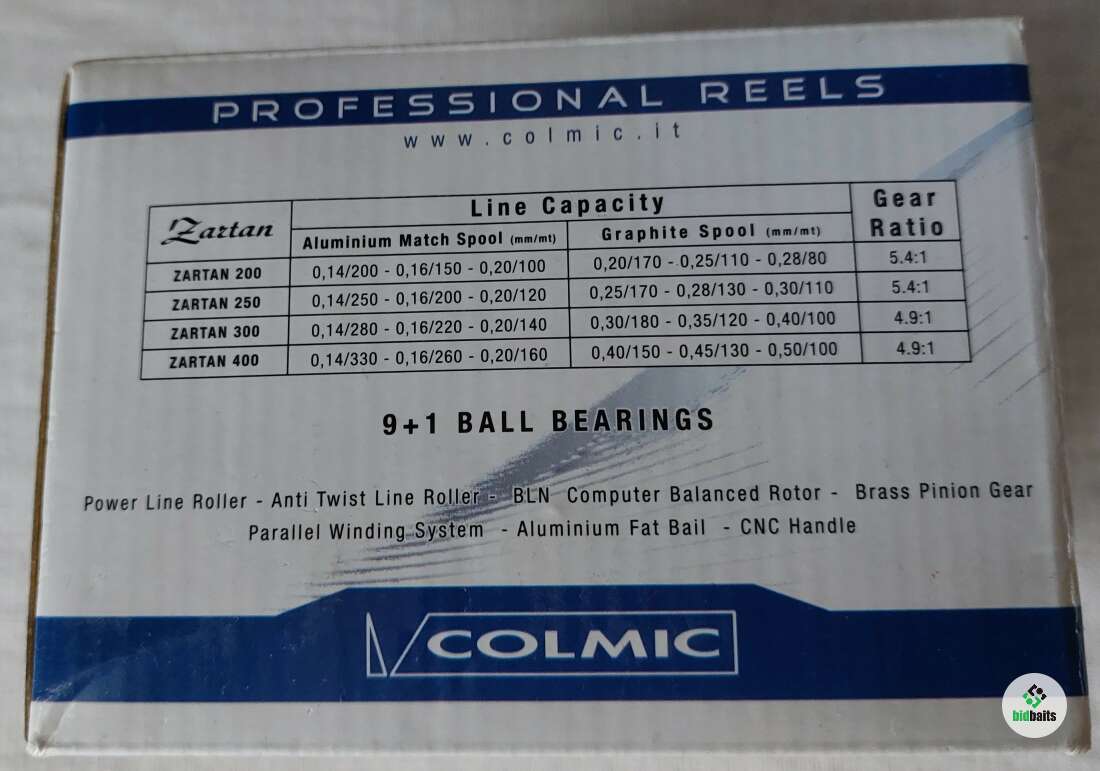 PROFESSIONAL REELS
www.colmic.it
Zartan
Line Capacity
Gear Ratio
Aluminium Match Spool (mm/mt)
Graphite Spool (mm/mt)
ZARTAN 200 0,14/200 - 0,16/150 - 0,20/100 0,20/170 - 0,25/110 - 0,28/80 5.4:1
ZARTAN 250 0,14/250 - 0,16/200 - 0,20/120 0,25/170 - 0,28/130 - 0,30/110 5.4:1
ZARTAN 300 0,14/280 - 0,16/220 - 0,20/140 0,30/180 - 0,35/120 - 0,40/100 4.9:1
ZARTAN 400 0,14/330 - 0,16/260 - 0,20/160 0,40/150 - 0,45/130 - 0,50/100 4.9:1
9+1 BALL BEARINGS
Power Line Roller - Anti Twist Line Roller - BLN Computer Balanced Rotor - Brass Pinion Gear
Parallel Winding System - Aluminium Fat Bail - CNC Handle
COLMIC
bidbaits